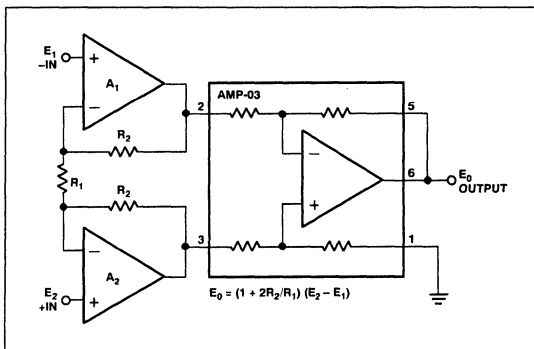 E1
–IN
+
A1
–
R2
R1
R2
–
A2
+
E2
+IN
AMP-03
2
5
–
+
6
E0
OUTPUT
3
1
E0 = (1 + 2R2/R1) (E2 – E1)